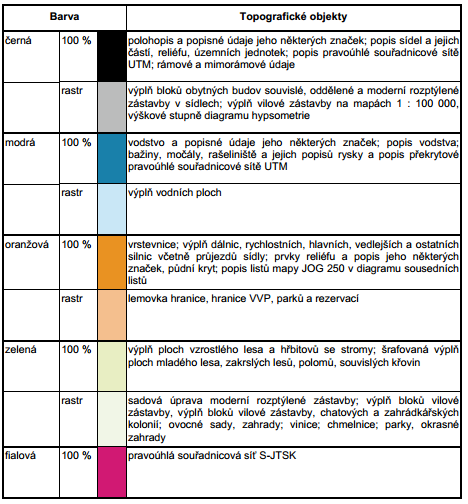 Barva Topografické objekty
černá 100 % polohopis a popisné údaje jeho některých značek; popis sídel a jejich
částí, reliéfu, územních jednotek; popis pravoúhlé souřadnicové sítě
UTM; rámové a mimorámové údaje
rastr výplň bloků obytných budov souvislé, oddělené a moderní rozptýlené
zástavby v sídlech; výplň vilové zástavby na mapách 1 : 100 000,
výškové stupně diagramu hypsometrie
modrá 100 % vodstvo a popisné údaje jeho některých značek; popis vodstva;
bažiny, močály, rašeliniště a jejich popisů rysky a popis překrytové
pravoúhlé souřadnicové sítě UTM
rastr výplň vodních ploch
oranžová 100 % vrstevnice; výplň dálnic, rychlostních, hlavních, vedlejších a ostatních
silnic včetně průjezdů sídly; prvky reliéfu a popis jeho některých
značek, půdní kryt; popis listů mapy JOG 250 v diagramu sousedních
listů
rastr lemovka hranice, hranice VVP, parků a rezervací
zelená 100 % výplň ploch vzrostlého lesa a hřbitovů se stromy; šrafovaná výplň
ploch mladého lesa, zakrslých lesů, polomů, souvislých křovin
rastr sadová úprava moderní rozptýlené zástavby; výplň bloků vilové
zástavby, výplň bloků vilové zástavby, chatových a zahrádkářských
kolonií; ovocné sady, zahrady; vinice; chmelnice; parky, okrasné
zahrady
fialová 100 % pravoúhlá souřadnicová síť S-JTSK